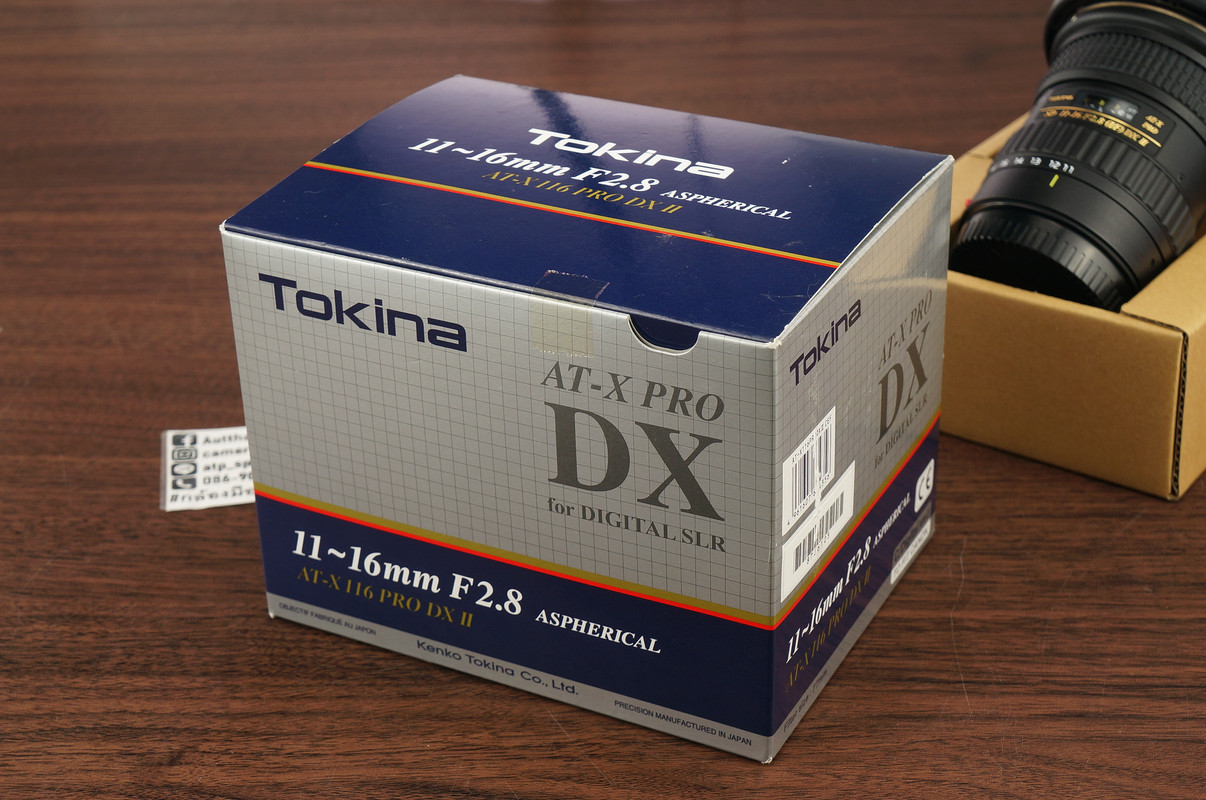 Tokina
11~16mm F2.8 ASPHERICAL
AT-X 116 PRO DX II
Tokina
AT-X PRO
DX
for DIGITAL SLR
11~16mm F2.8 ASPHERICAL
AT-X 116 PRO DX II
OBJECTIF FABRIQUÉ AU JAPON
Kenko Tokina Co., Ltd.
PRECISION MANUFACTURED IN JAPAN
Tokina
AT-X PRO
DX
for DIGITAL SLR
CE
11~16mm F2.8 ASPHERICAL
AT-X 116 PRO DX II